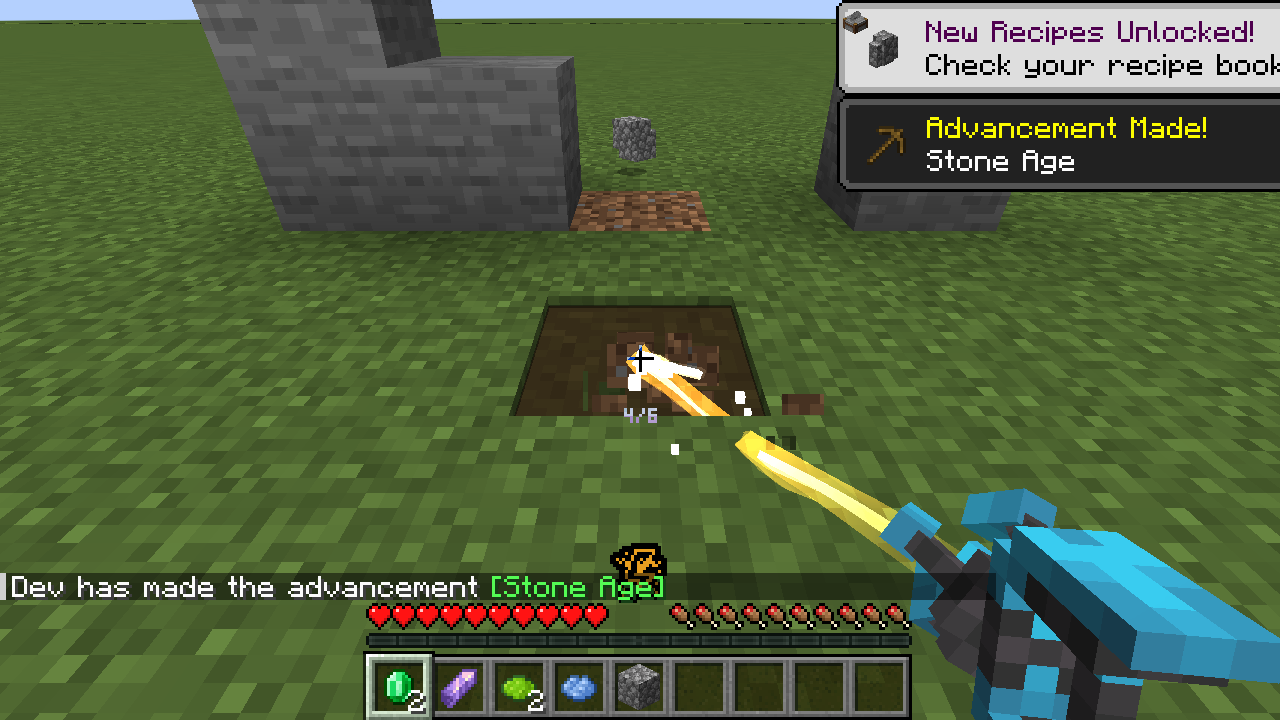 New Recipes Unlocked!
Check your recipe book
Advancement Made!
Stone Age
4/6
Dev has made the advancement [Stone Age]
2
2